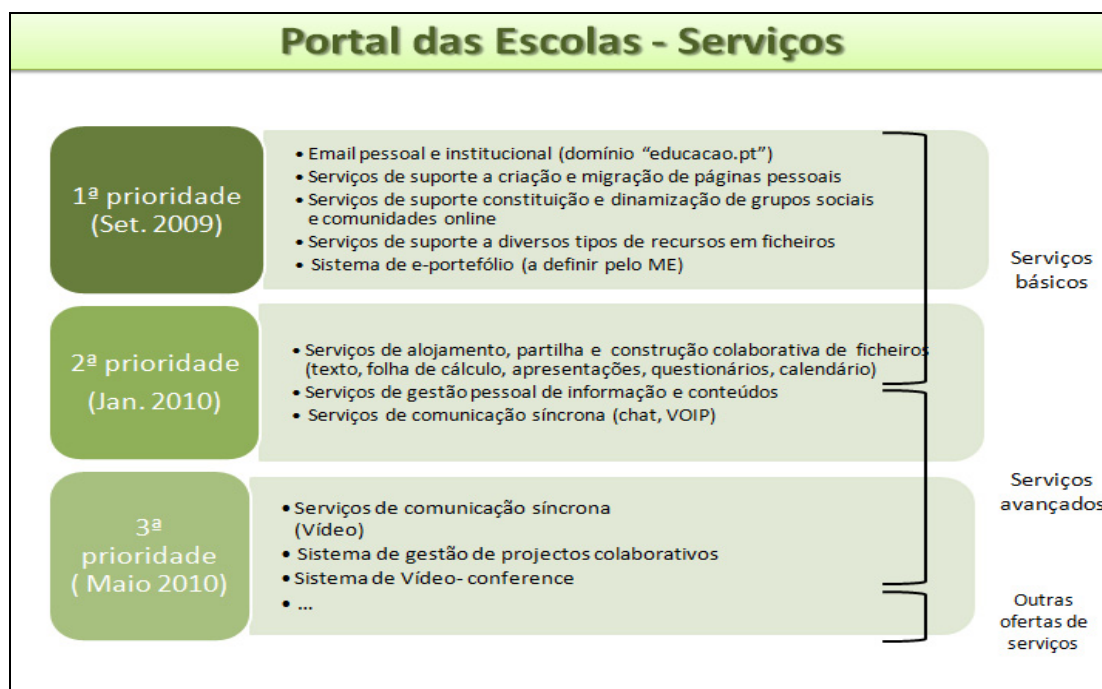 Portal das Escolas - Serviços
1ª prioridade
(Set. 2009)
• Email pessoal e institucional (domínio “educacao.pt”)
• Serviços de suporte a criação e migração de páginas pessoais
• Serviços de suporte constituição e dinamização de grupos sociais
e comunidades online
• Serviços de suporte a diversos tipos de recursos em ficheiros
• Sistema de e-portefólio (a definir pelo ME)
Serviços
básicos
2ª prioridade
(Jan. 2010)
• Serviços de alojamento, partilha e construção colaborativa de ficheiros
(texto, folha de cálculo, apresentações, questionários, calendário)
• Serviços de gestão pessoal de informação e conteúdos
• Serviços de comunicação síncrona (chat, VOIP)
3ª
prioridade
( Maio 2010)
• Serviços de comunicação síncrona
(Vídeo)
• Sistema de gestão de projectos colaborativos
• Sistema de Vídeo- conference
• ...
Serviços
avançados
Outras
ofertas de
serviços